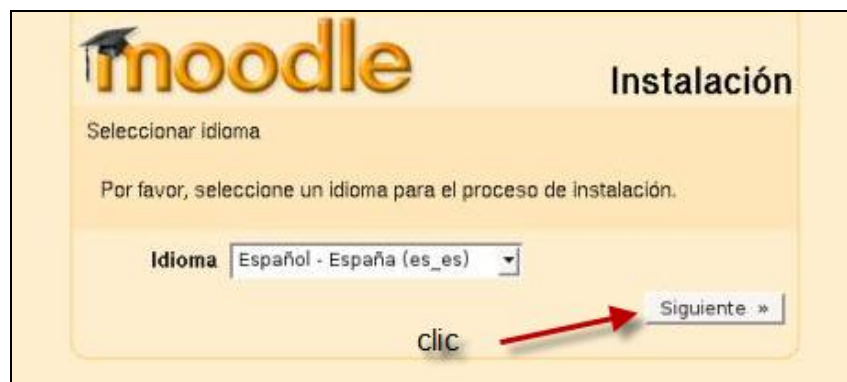 moodle
Instalación
Seleccionar idioma
Por favor, seleccione un idioma para el proceso de instalación.
Idioma Español - España (es_es)
Siguiente »
clic